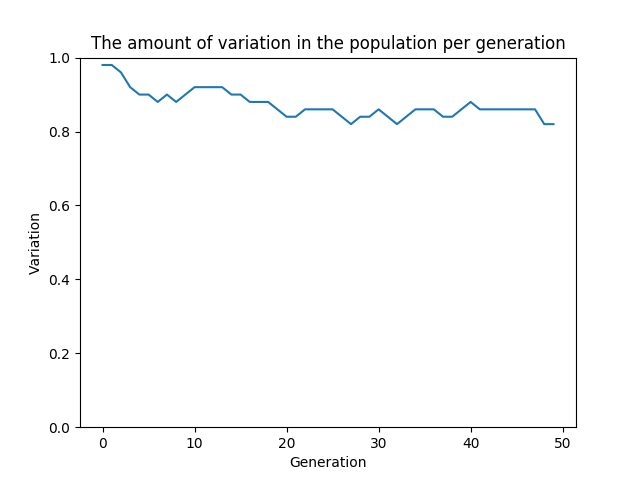 The amount of variation in the population per generation
1.0
0.8
0.6
0.4
0.2
0.0
Variation
0 10 20 30 40 50
Generation